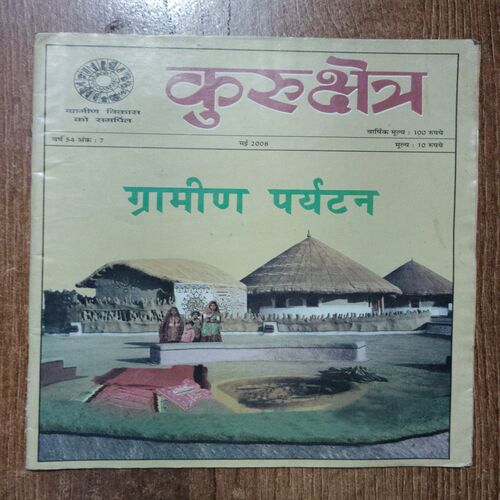 कुरुक्षेत्र
ग्रामीण विकास
को समर्पित
वार्षिक मूल्य : 100 रुपये
वर्ष 54 अंक : 7
मई 2008
मूल्य : 10 रुपये
ग्रामीण पर्यटन